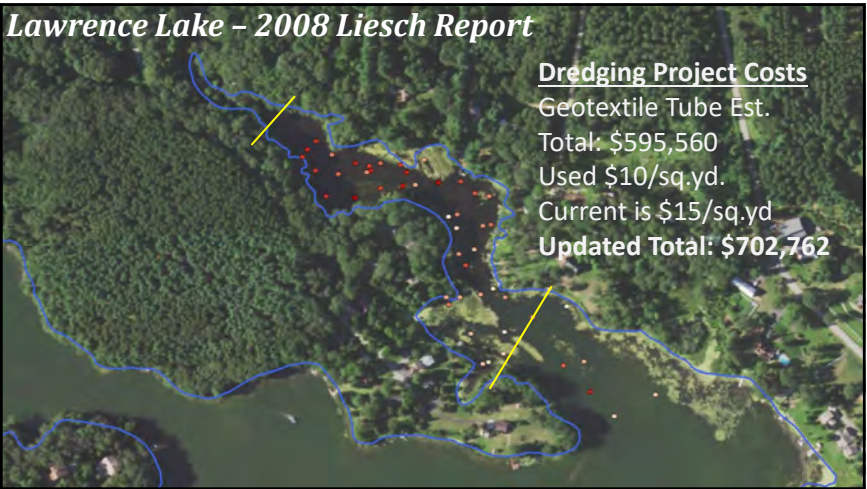 Lawrence Lake – 2008 Liesch Report
Dredging Project Costs
Geotextile Tube Est.
Total: $595,560
Used $10/sq.yd.
Current is $15/sq.yd
Updated Total: $702,762